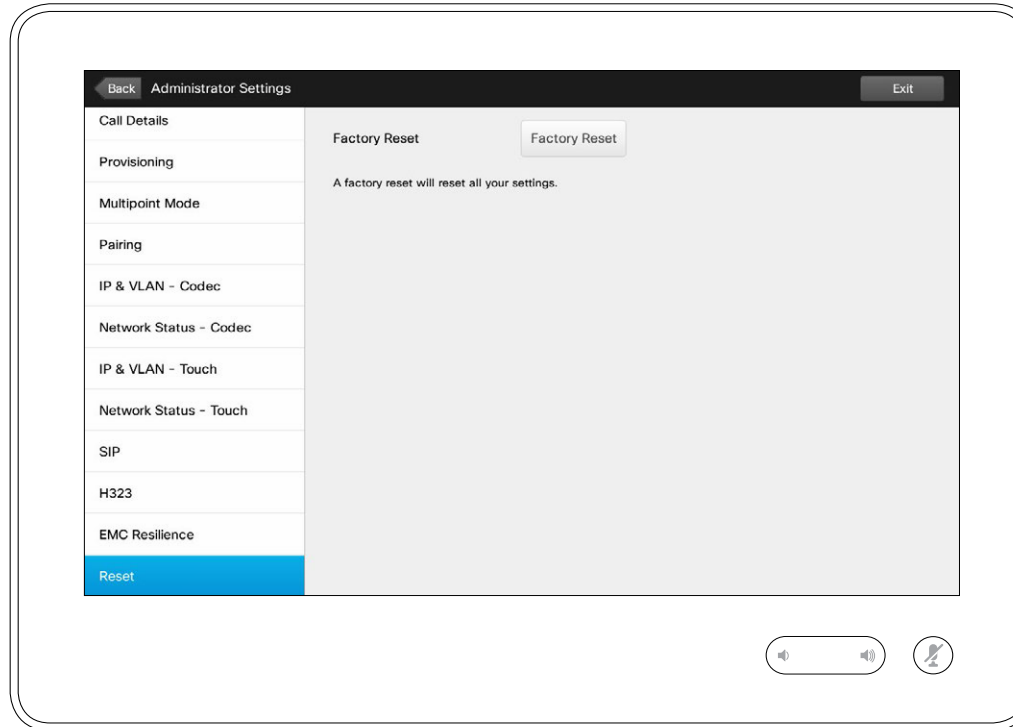 Back Administrator Settings Exit
Call Details
Provisioning
Multipoint Mode
Pairing
IP & VLAN - Codec
Network Status - Codec
IP & VLAN - Touch
Network Status - Touch
SIP
H323
EMC Resilience
Reset
Factory Reset Factory Reset
A factory reset will reset all your settings.